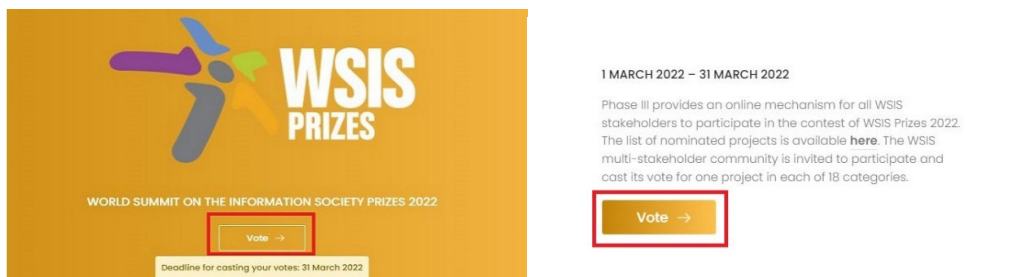 WSIS
PRIZES
WORLD SUMMIT ON THE INFORMATION SOCIETY PRIZES 2022
Vote →
Deadline for casting your votes: 31 March 2022
1 MARCH 2022 – 31 MARCH 2022
Phase III provides an online mechanism for all WSIS
stakeholders to participate in the contest of WSIS Prizes 2022.
The list of nominated projects is available here. The WSIS
multi-stakeholder community is invited to participate and
cast its vote for one project in each of 18 categories.
Vote →